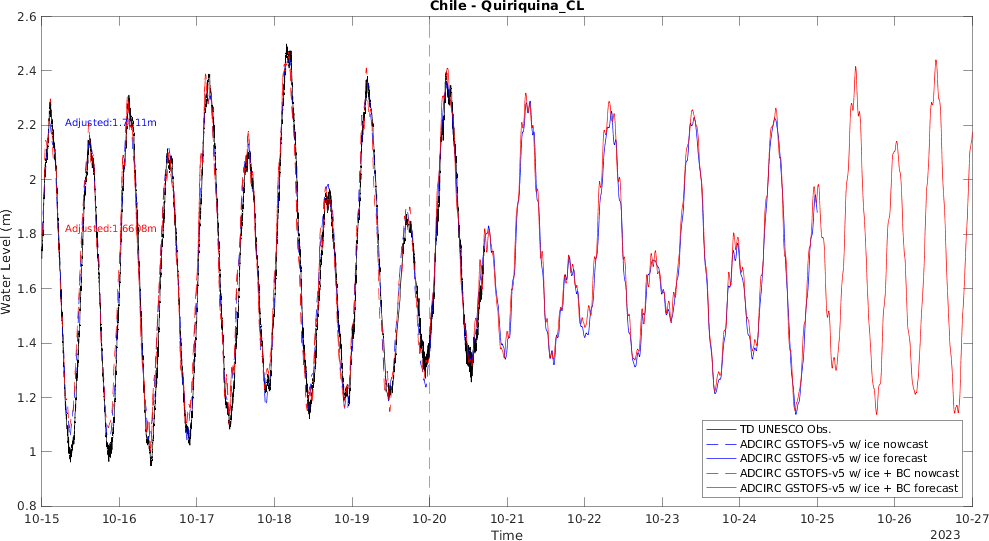 Chile - Quiriquina_CL
2.6
2.4
2.2
2
1.8
1.6
1.4
1.2
1
0.8
Water Level (m)
10-15 10-16 10-17 10-18 10-19 10-20 10-21 10-22 10-23 10-24 10-25 10-26 10-27
Time
2023
TD UNESCO Obs.
ADCIRC GSTOFS-v5 w/ ice nowcast
ADCIRC GSTOFS-v5 w/ ice forecast
ADCIRC GSTOFS-v5 w/ ice + BC nowcast
ADCIRC GSTOFS-v5 w/ ice + BC forecast